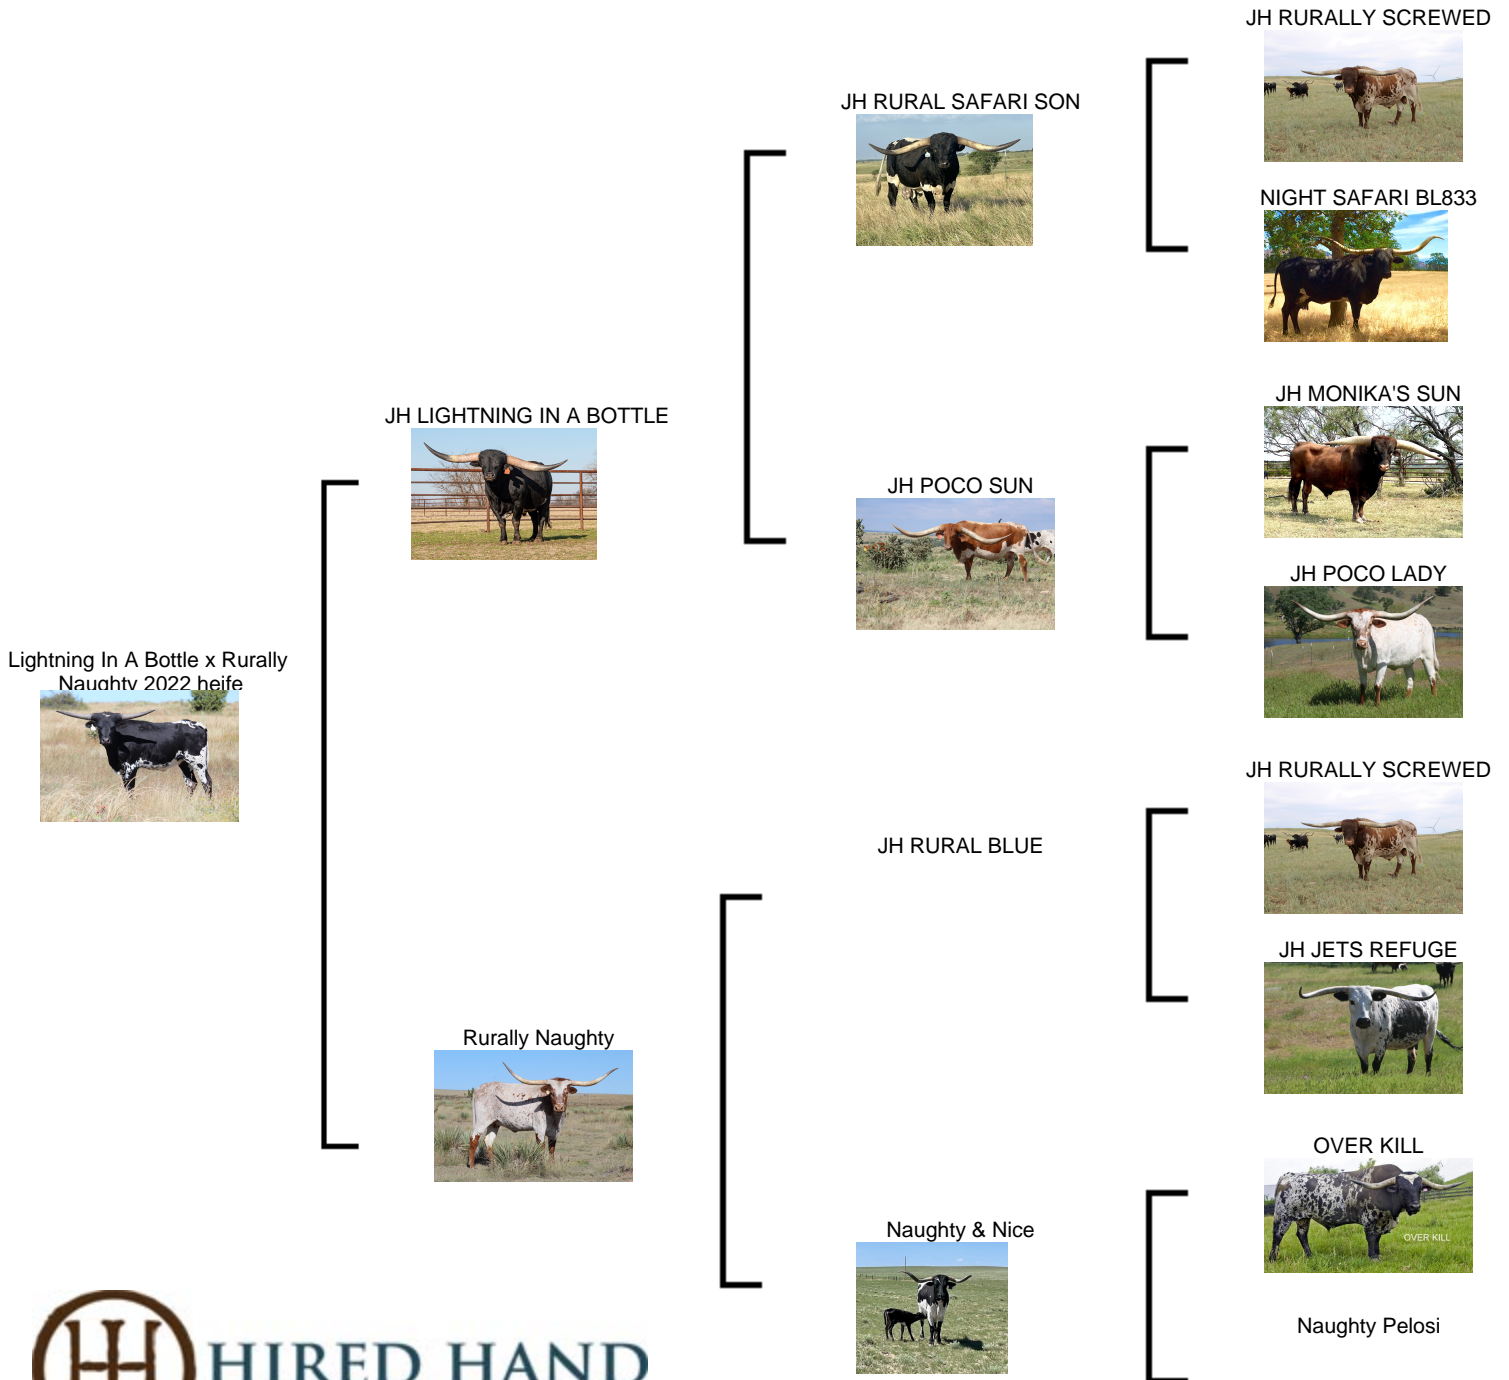 JH RURALLY SCREWED
JH RURAL SAFARI SON
NIGHT SAFARI BL833
JH MONIKA'S SUN
JH LIGHTNING IN A BOTTLE
JH POCO SUN
JH POCO LADY
Lightning In A Bottle x Rurally
Naughty 2022 heife
JH RURALLY SCREWED
JH RURAL BLUE
JH JETS REFUGE
Rurally Naughty
OVER KILL
OVER KILL
Naughty & Nice
Naughty Pelosi
HIRED HAND